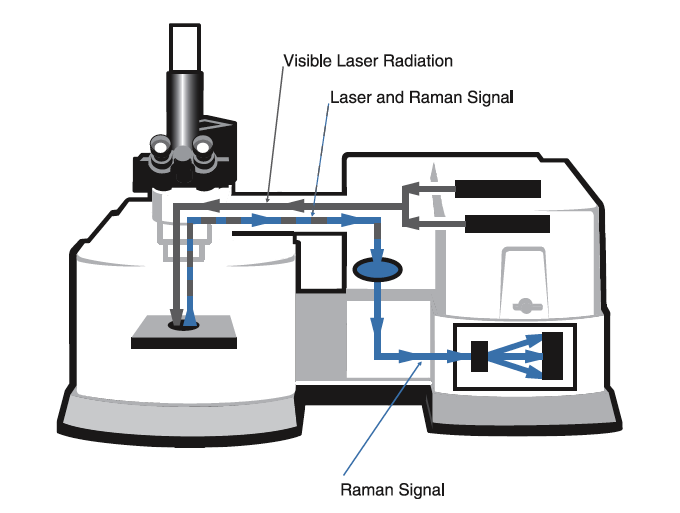 Visible Laser Radiation
Laser and Raman Signal
Raman Signal